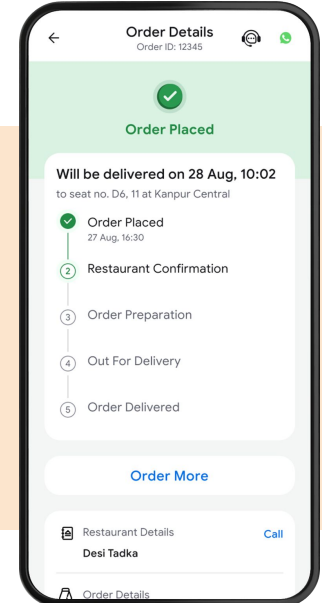 Order Details
Order ID: 12345
Order Placed
Will be delivered on 28 Aug, 10:02
to seat no. D6, 11 at Kanpur Central
Order Placed
27 Aug, 16:30
2 Restaurant Confirmation
3 Order Preparation
4 Out For Delivery
5 Order Delivered
Order More
Restaurant Details Call
Desi Tadka
Order Details